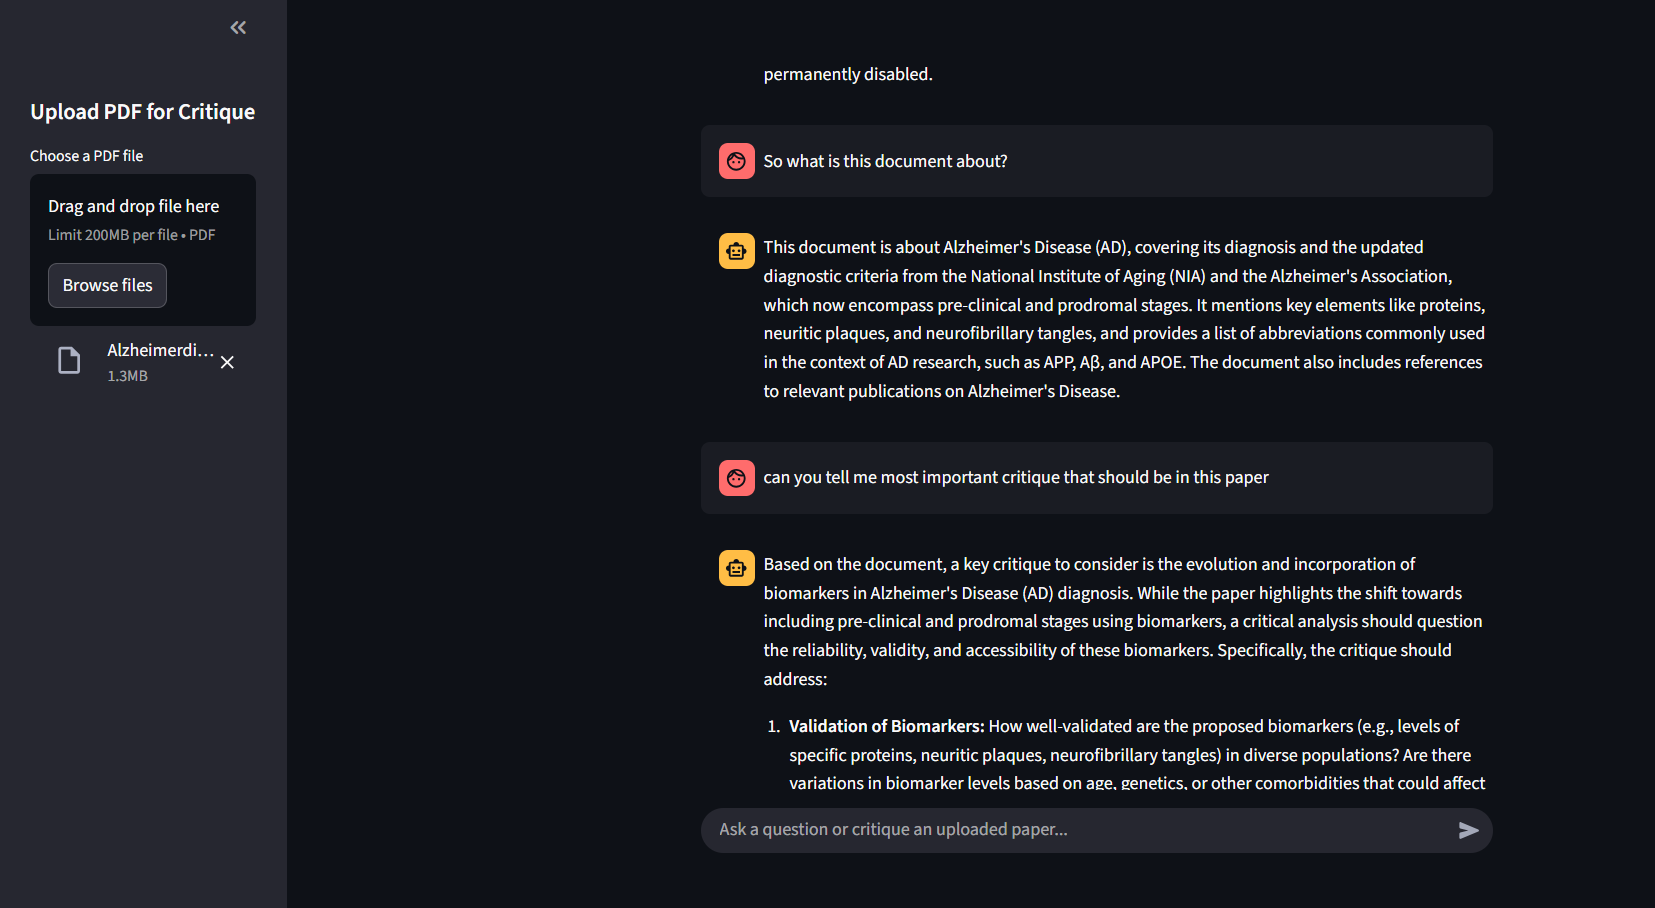 Upload PDF for Critique
Choose a PDF file
Drag and drop file here
Limit 200MB per file • PDF
Browse files
Alzheimerdi...
1.3MB
permanently disabled.
So what is this document about?
This document is about Alzheimer's Disease (AD), covering its diagnosis and the updated
diagnostic criteria from the National Institute of Aging (NIA) and the Alzheimer's Association,
which now encompass pre-clinical and prodromal stages. It mentions key elements like proteins,
neuritic plaques, and neurofibrillary tangles, and provides a list of abbreviations commonly used
in the context of AD research, such as APP, Aβ, and APOE. The document also includes references
to relevant publications on Alzheimer's Disease.
can you tell me most important critique that should be in this paper
Based on the document, a key critique to consider is the evolution and incorporation of
biomarkers in Alzheimer's Disease (AD) diagnosis. While the paper highlights the shift towards
including pre-clinical and prodromal stages using biomarkers, a critical analysis should question
the reliability, validity, and accessibility of these biomarkers. Specifically, the critique should
address:
1. Validation of Biomarkers: How well-validated are the proposed biomarkers (e.g., levels of
specific proteins, neuritic plaques, neurofibrillary tangles) in diverse populations? Are there
variations in biomarker levels based on age, genetics, or other comorbidities that could affect
Ask a question or critique an uploaded paper...